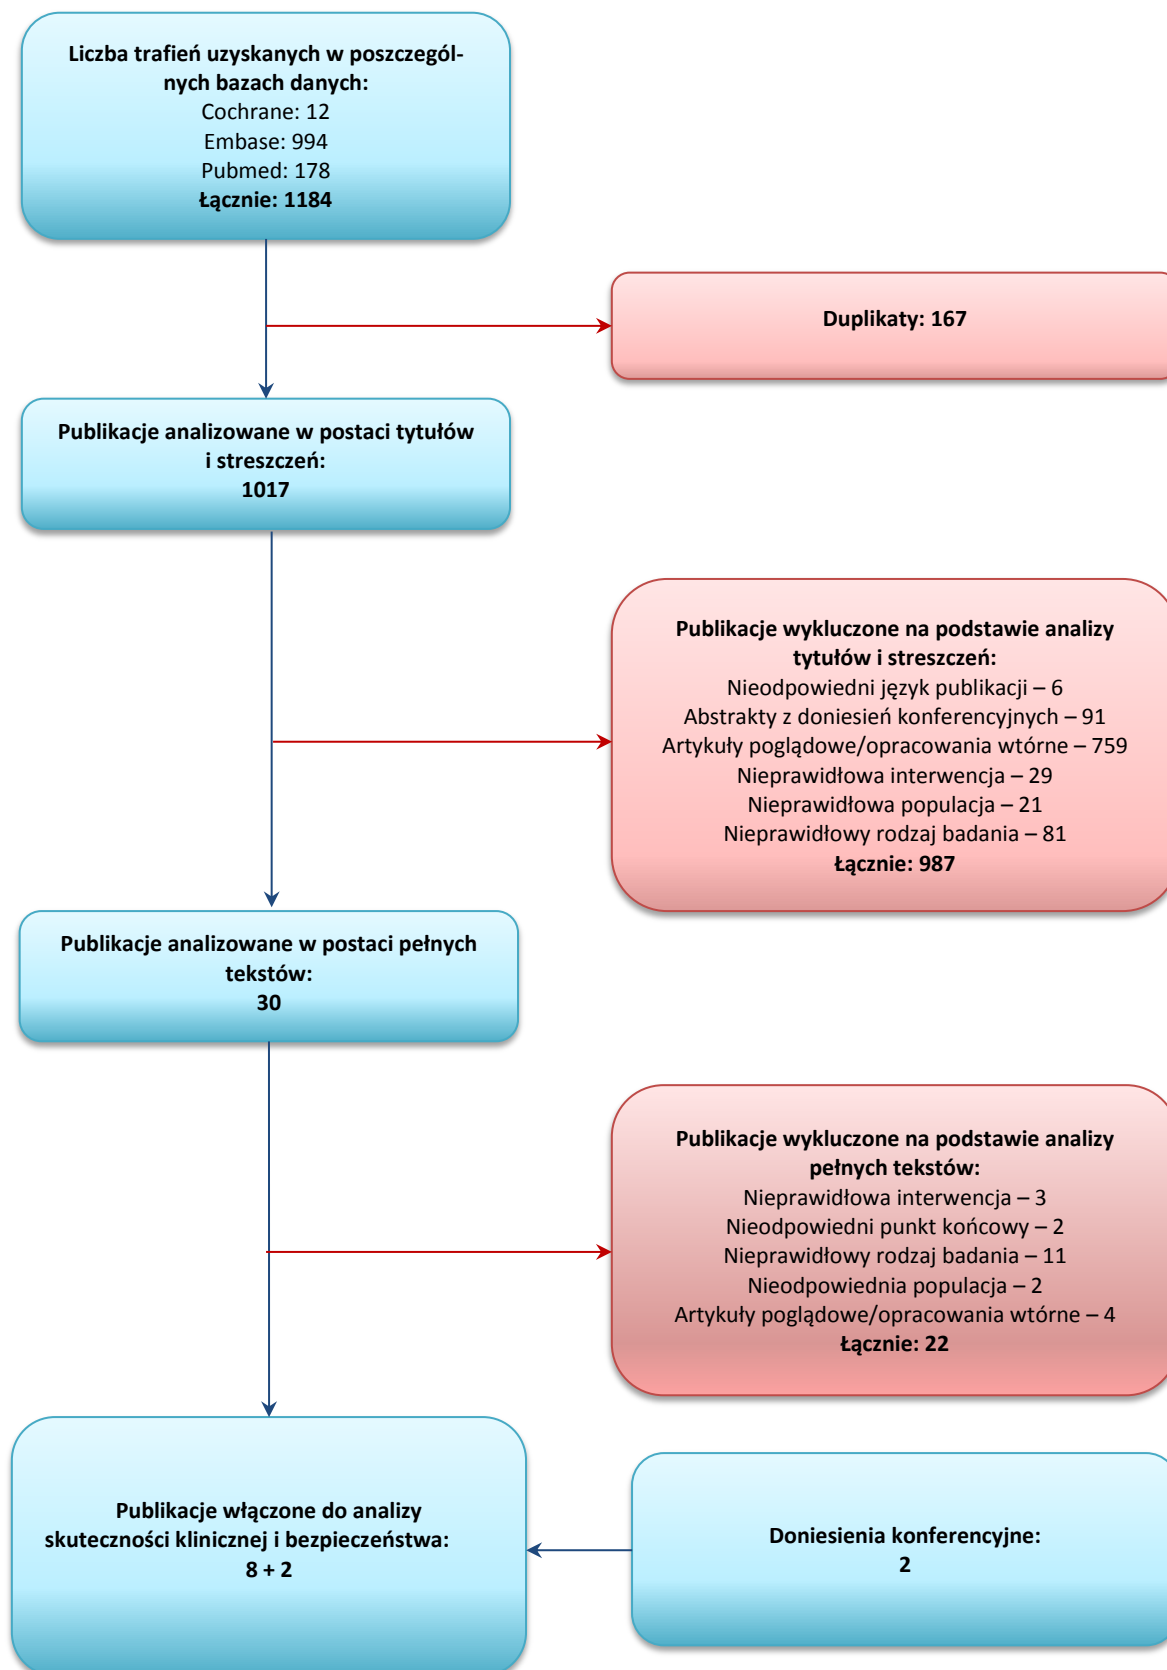 Liczba trafień uzyskanych w poszczegól-
nych bazach danych:
Cochrane: 12
Embase: 994
Pubmed: 178
Łącznie: 1184
Duplikaty: 167
Publikacje analizowane w postaci tytułów
i streszczeń:
1017
Publikacje wykluczone na podstawie analizy
tytułów i streszczeń:
Nieodpowiedni język publikacji – 6
Abstrakty z doniesień konferencyjnych – 91
Artykuły poglądowe/opracowania wtórne – 759
Nieprawidłowa interwencja – 29
Nieprawidłowa populacja – 21
Nieprawidłowy rodzaj badania – 81
Łącznie: 987
Publikacje analizowane w postaci pełnych
tekstów:
30
Publikacje wykluczone na podstawie analizy
pełnych tekstów:
Nieprawidłowa interwencja – 3
Nieodpowiedni punkt końcowy – 2
Nieprawidłowy rodzaj badania – 11
Nieodpowiednia populacja – 2
Artykuły poglądowe/opracowania wtórne – 4
Łącznie: 22
Publikacje włączone do analizy
skuteczności klinicznej i bezpieczeństwa:
8 + 2
Doniesienia konferencyjne:
2